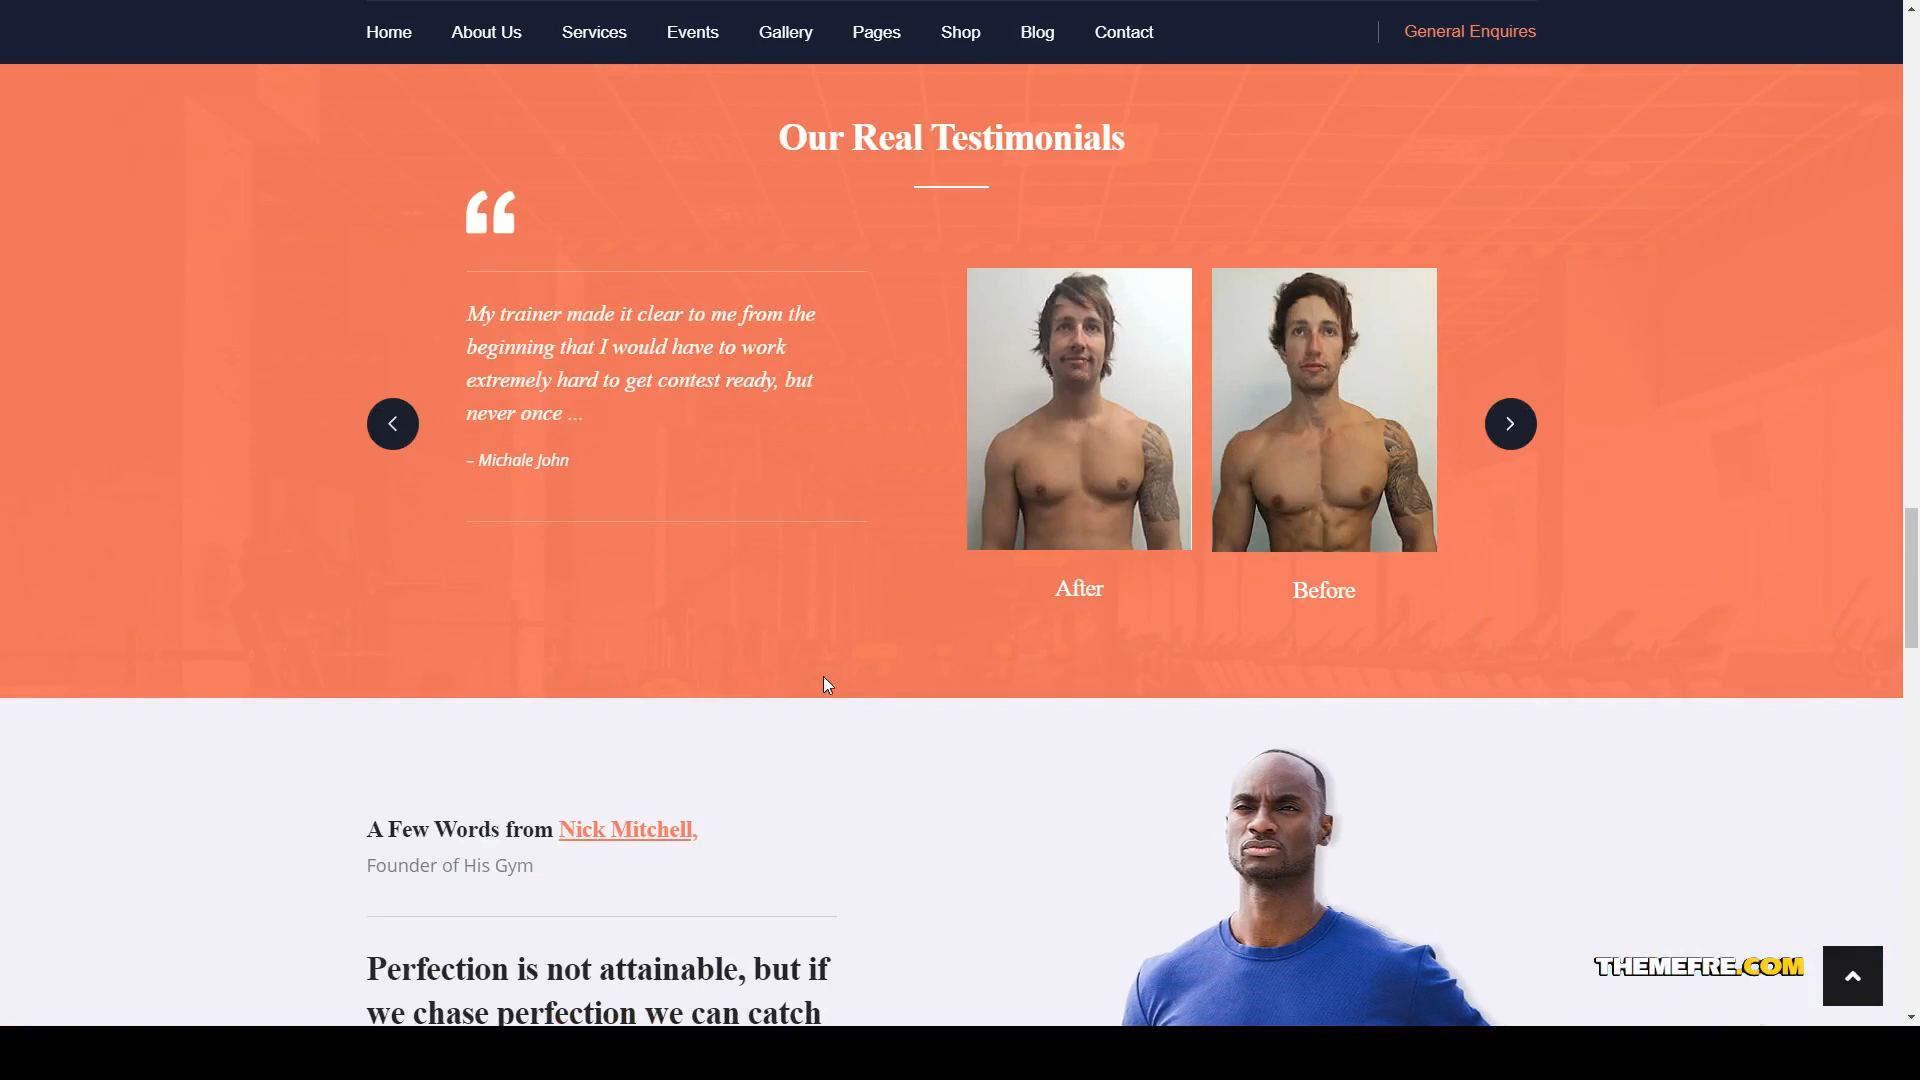 Home About Us Services Events Gallery Pages Shop Blog Contact General Enquires
Our Real Testimonials
My trainer made it clear to me from the
beginning that I would have to work
extremely hard to get contest ready, but
never once ...
– Michale John
After Before
A Few Words from Nick Mitchell,
Founder of His Gym
Perfection is not attainable, but if
we chase perfection we can catch
THEMEFRE.COM